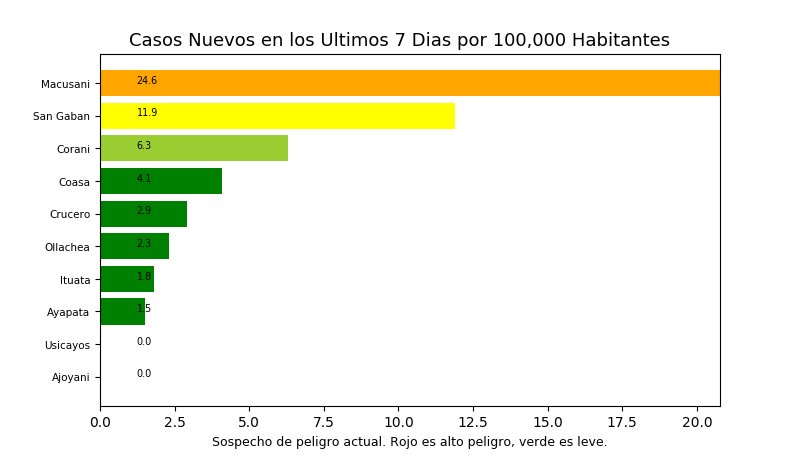 Casos Nuevos en los Ultimos 7 Dias por 100,000 Habitantes
Macusani 24.6
San Gaban 11.9
Corani 6.3
Coasa 4.1
Crucero 2.9
Ollachea 2.3
Ituata 1.8
Ayapata 1.5
Usicayos 0.0
Ajoyani 0.0
0.0 2.5 5.0 7.5 10.0 12.5 15.0 17.5 20.0
Sospecho de peligro actual. Rojo es alto peligro, verde es leve.